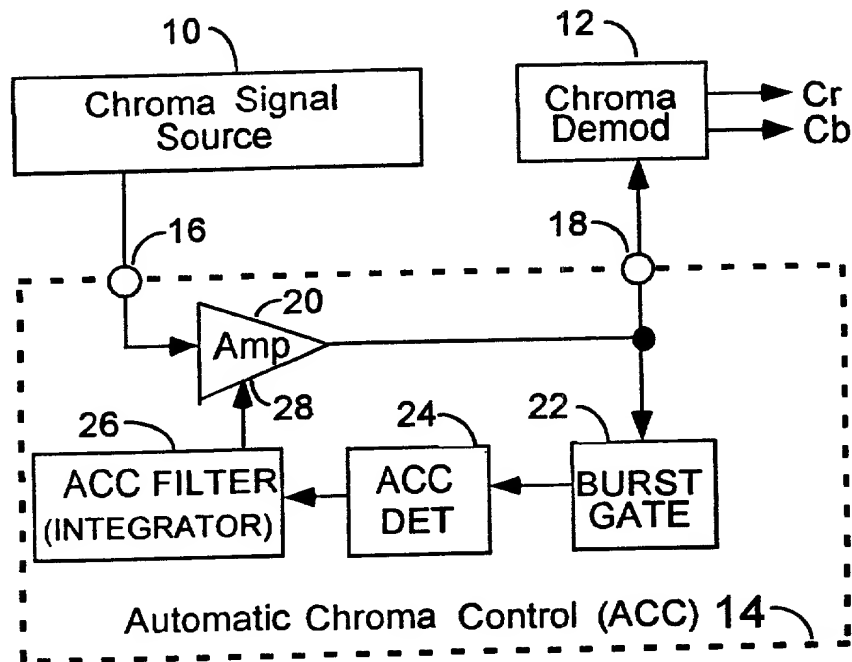 10
Chroma Signal
Source
12
Chroma
Demod
Cr
Cb
16
18
20
Amp
28
26
ACC FILTER
(INTEGRATOR)
24
ACC
DET
22
BURST
GATE
Automatic Chroma Control (ACC) 14